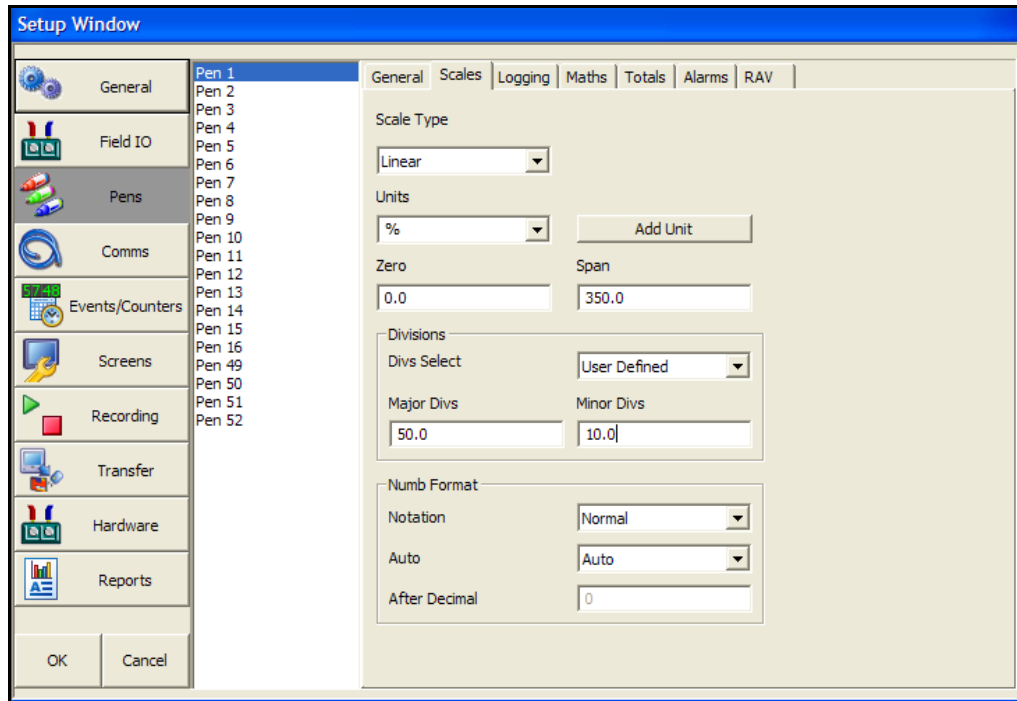 Setup Window
General
Field IO
Pens
Comms
57:48
Events/Counters
Screens
Recording
Transfer
Hardware
Reports
OK Cancel
Pen 1
Pen 2
Pen 3
Pen 4
Pen 5
Pen 6
Pen 7
Pen 8
Pen 9
Pen 10
Pen 11
Pen 12
Pen 13
Pen 14
Pen 15
Pen 16
Pen 49
Pen 50
Pen 51
Pen 52
General Scales Logging Maths Totals Alarms RAV
Scale Type
Linear
Units
% Add Unit
Zero Span
0.0 350.0
Divisions
Divs Select User Defined
Major Divs Minor Divs
50.0 10.0
Numb Format
Notation Normal
Auto Auto
After Decimal 0